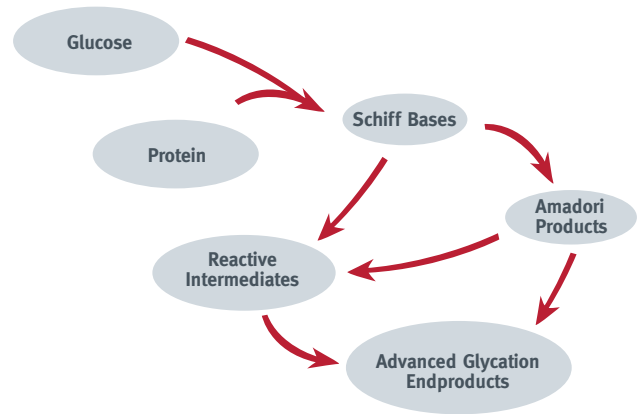 Glucose
Schiff Bases
Protein
Amadori
Products
Reactive
Intermediates
Advanced Glycation
Endproducts